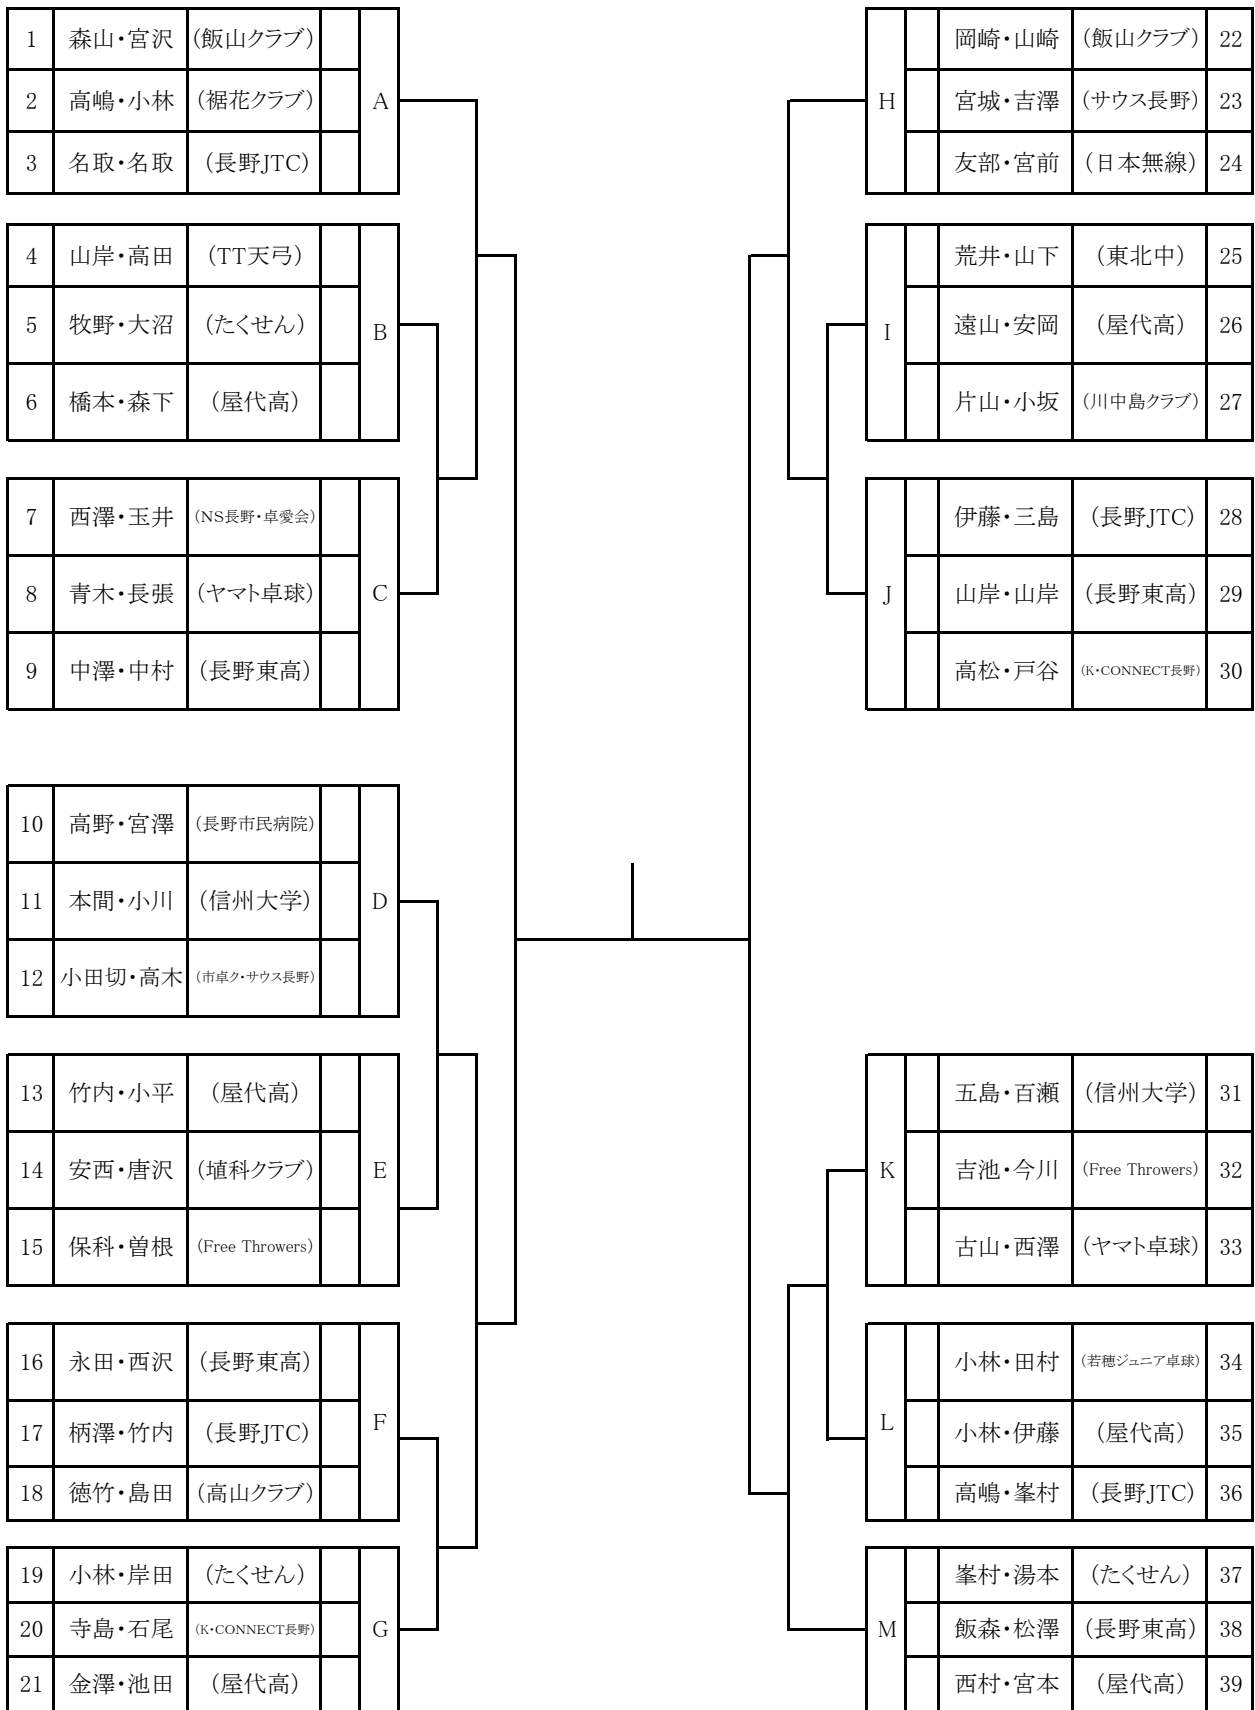 1 森山・宮沢 (飯山クラブ)
2 高嶋・小林 (裾花クラブ) A
3 名取・名取 (長野JTC)
4 山岸・高田 (TT天弓)
5 牧野・大沼 (たくせん) B
6 橋本・森下 (屋代高)
7 西澤・玉井 (NS長野・卓愛会)
8 青木・長張 (ヤマト卓球) C
9 中澤・中村 (長野東高)
10 高野・宮澤 (長野市民病院)
11 本間・小川 (信州大学) D
12 小田切・高木 (市卓ク・サウス長野)
13 竹内・小平 (屋代高)
14 安西・唐沢 (埴科クラブ) E
15 保科・曽根 (Free Throwers)
16 永田・西沢 (長野東高)
17 柄澤・竹内 (長野JTC) F
18 徳竹・島田 (高山クラブ)
19 小林・岸田 (たくせん)
20 寺島・石尾 (K・CONNECT長野) G
21 金澤・池田 (屋代高)
岡崎・山崎 (飯山クラブ) 22
H 宮城・吉澤 (サウス長野) 23
友部・宮前 (日本無線) 24
荒井・山下 (東北中) 25
I 遠山・安岡 (屋代高) 26
片山・小坂 (川中島クラブ) 27
伊藤・三島 (長野JTC) 28
J 山岸・山岸 (長野東高) 29
高松・戸谷 (K・CONNECT長野) 30
五島・百瀬 (信州大学) 31
K 吉池・今川 (Free Throwers) 32
古山・西澤 (ヤマト卓球) 33
小林・田村 (若穂ジュニア卓球) 34
L 小林・伊藤 (屋代高) 35
高嶋・峯村 (長野JTC) 36
峯村・湯本 (たくせん) 37
M 飯森・松澤 (長野東高) 38
西村・宮本 (屋代高) 39